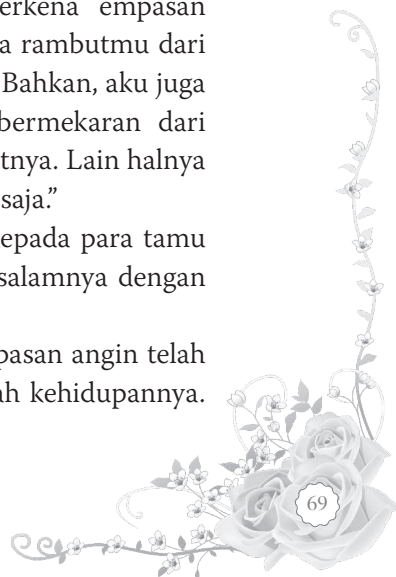 erkena empasan
a rambutmu dari
Bahkan, aku juga
bermekaran dari
tnya. Lain halnya
saja.”
epada para tamu
salamnya dengan
pasan angin telah
ah kehidupannya.
69